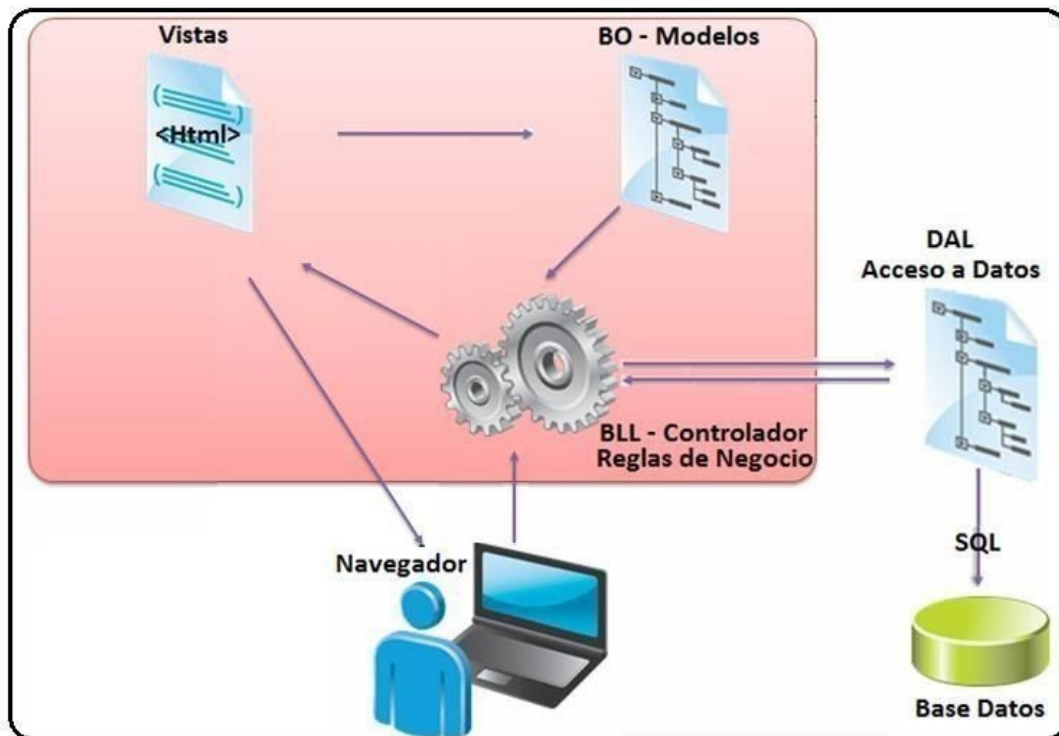 Vistas
BO - Modelos
<Html>
DAL
Acceso a Datos
BLL - Controlador
Reglas de Negocio
Navegador
SQL
Base Datos